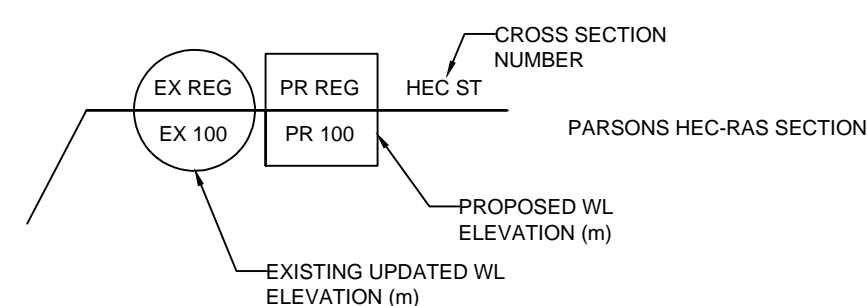 CROSS SECTION
NUMBER
EX REG
PR REG
HEC ST
EX 100
PR 100
PARSONS HEC-RAS SECTION
PROPOSED WL
ELEVATION (m)
EXISTING UPDATED WL
ELEVATION (m)